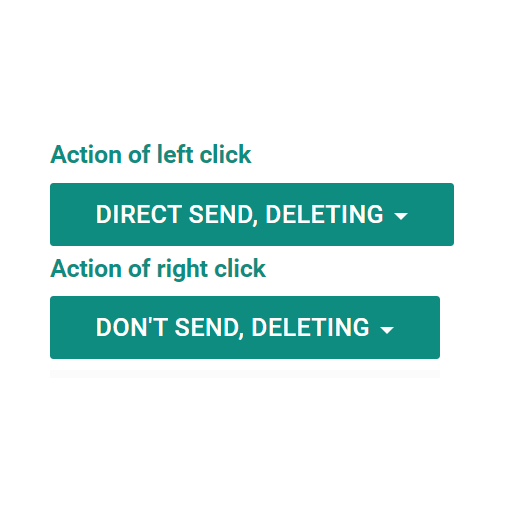 Action of left click
DIRECT SEND, DELETING
Action of right click
DON'T SEND, DELETING